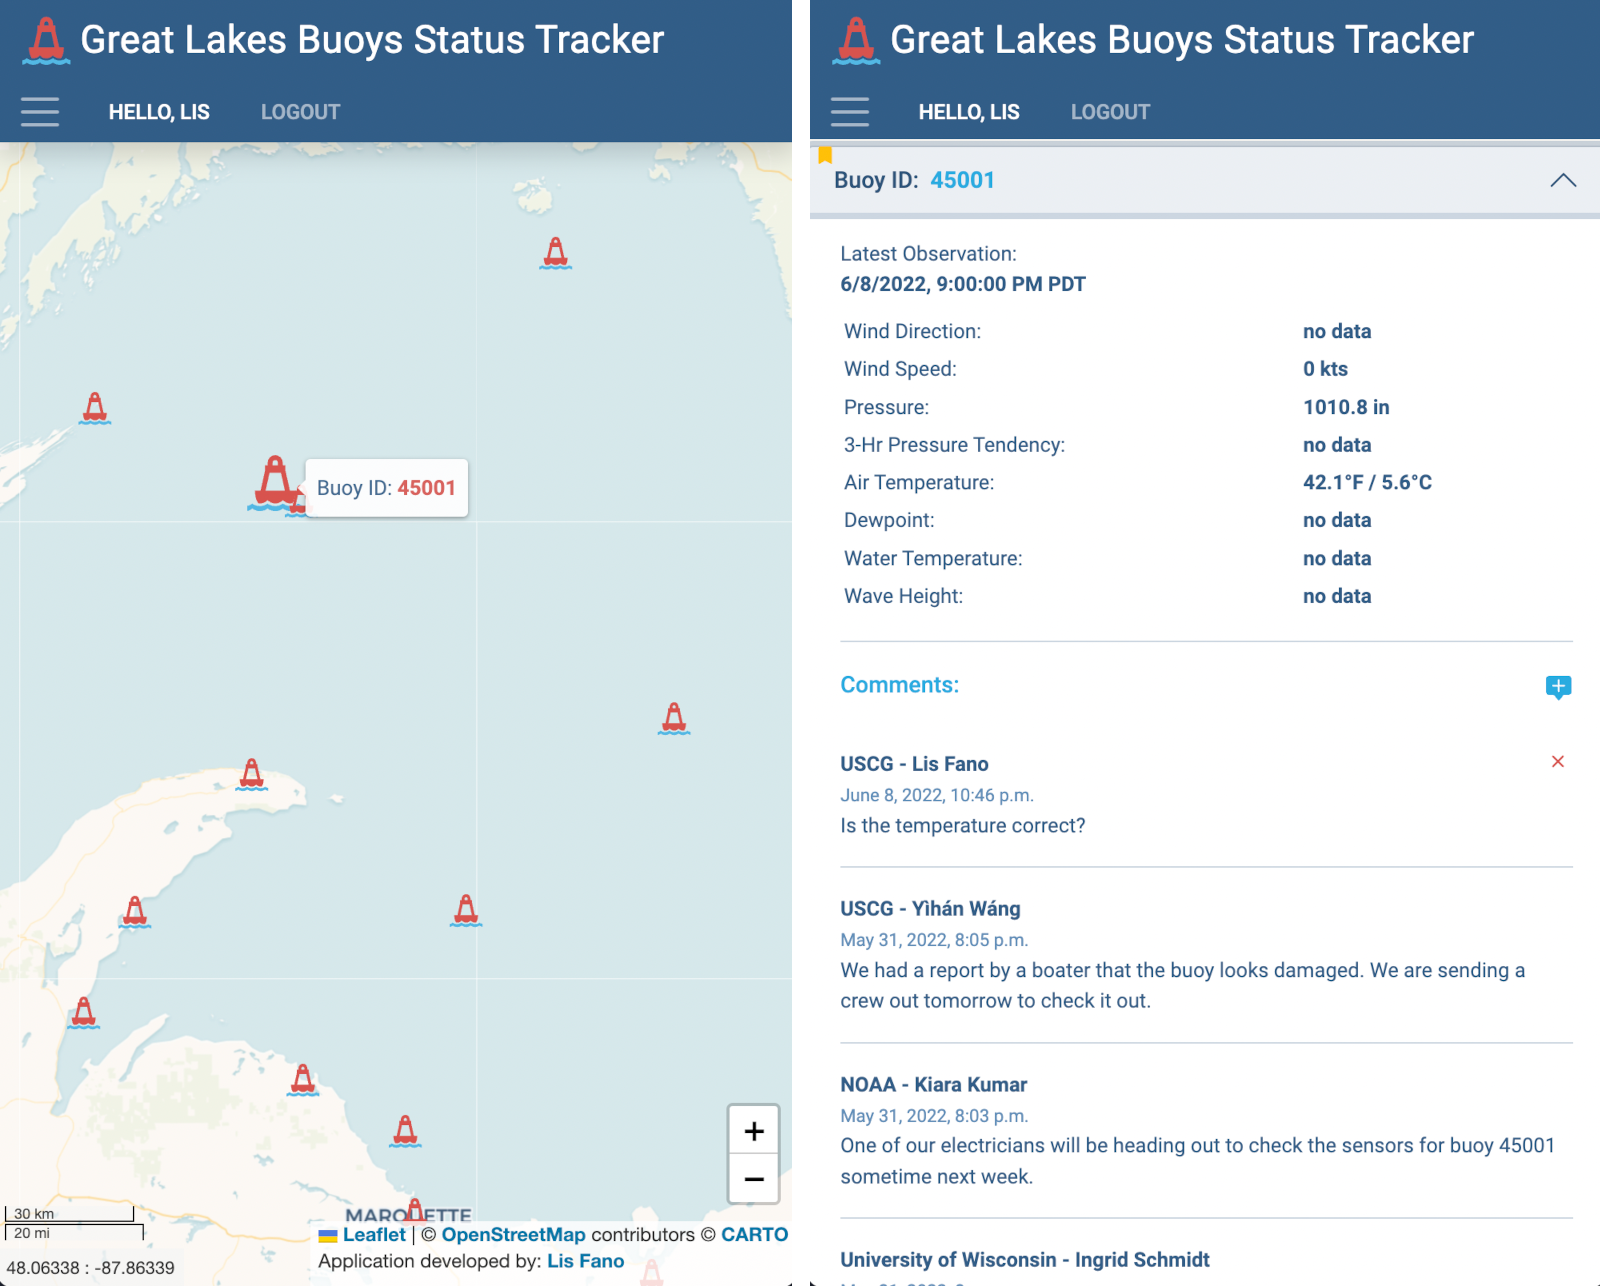 Great Lakes Buoys Status Tracker
HELLO, LIS
LOGOUT
Buoy ID: 45001
MARQUETTE
+
−
30 km
20 mi
48.06338 : -87.86339
Leaflet | © OpenStreetMap contributors © CARTO
Application developed by: Lis Fano
Great Lakes Buoys Status Tracker
HELLO, LIS
LOGOUT
Buoy ID: 45001
Latest Observation:
6/8/2022, 9:00:00 PM PDT
Wind Direction: no data
Wind Speed: 0 kts
Pressure: 1010.8 in
3-Hr Pressure Tendency: no data
Air Temperature: 42.1°F / 5.6°C
Dewpoint: no data
Water Temperature: no data
Wave Height: no data
Comments:
USCG - Lis Fano
June 8, 2022, 10:46 p.m.
Is the temperature correct?
USCG - Yìhán Wáng
May 31, 2022, 8:05 p.m.
We had a report by a boater that the buoy looks damaged. We are sending a
crew out tomorrow to check it out.
NOAA - Kiara Kumar
May 31, 2022, 8:03 p.m.
One of our electricians will be heading out to check the sensors for buoy 45001
sometime next week.
University of Wisconsin - Ingrid Schmidt